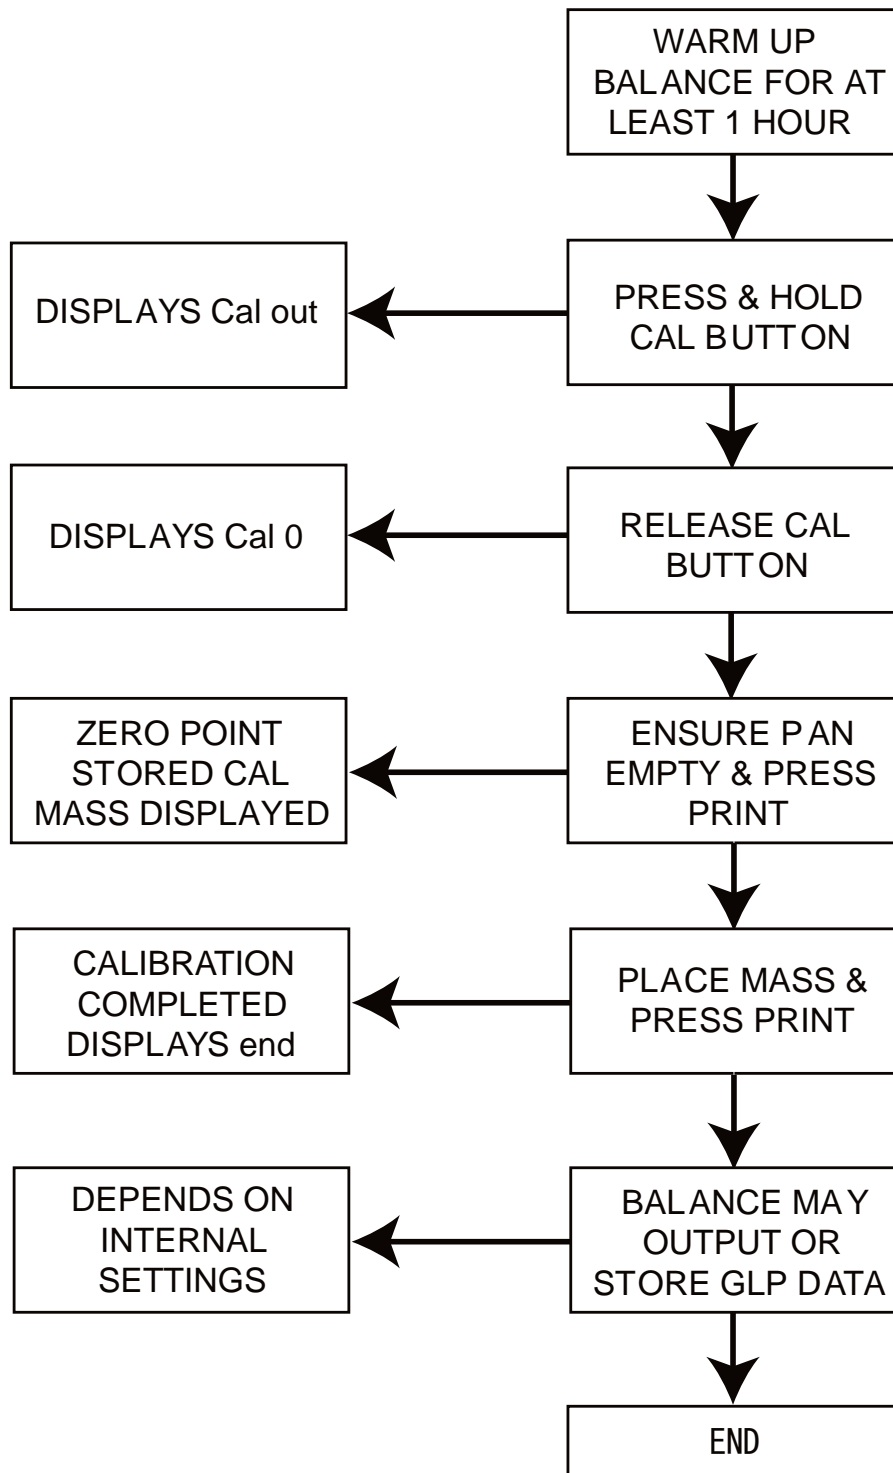 WARM UP
BALANCE FOR AT
LEAST 1 HOUR
DISPLAYS Cal out
PRESS & HOLD
CAL BUTTON
DISPLAYS Cal 0
RELEASE CAL
BUTTON
ZERO POINT
STORED CAL
MASS DISPLAYED
ENSURE PAN
EMPTY & PRESS
PRINT
CALIBRATION
COMPLETED
DISPLAYS end
PLACE MASS &
PRESS PRINT
DEPENDS ON
INTERNAL
SETTINGS
BALANCE MAY
OUTPUT OR
STORE GLP DATA
END